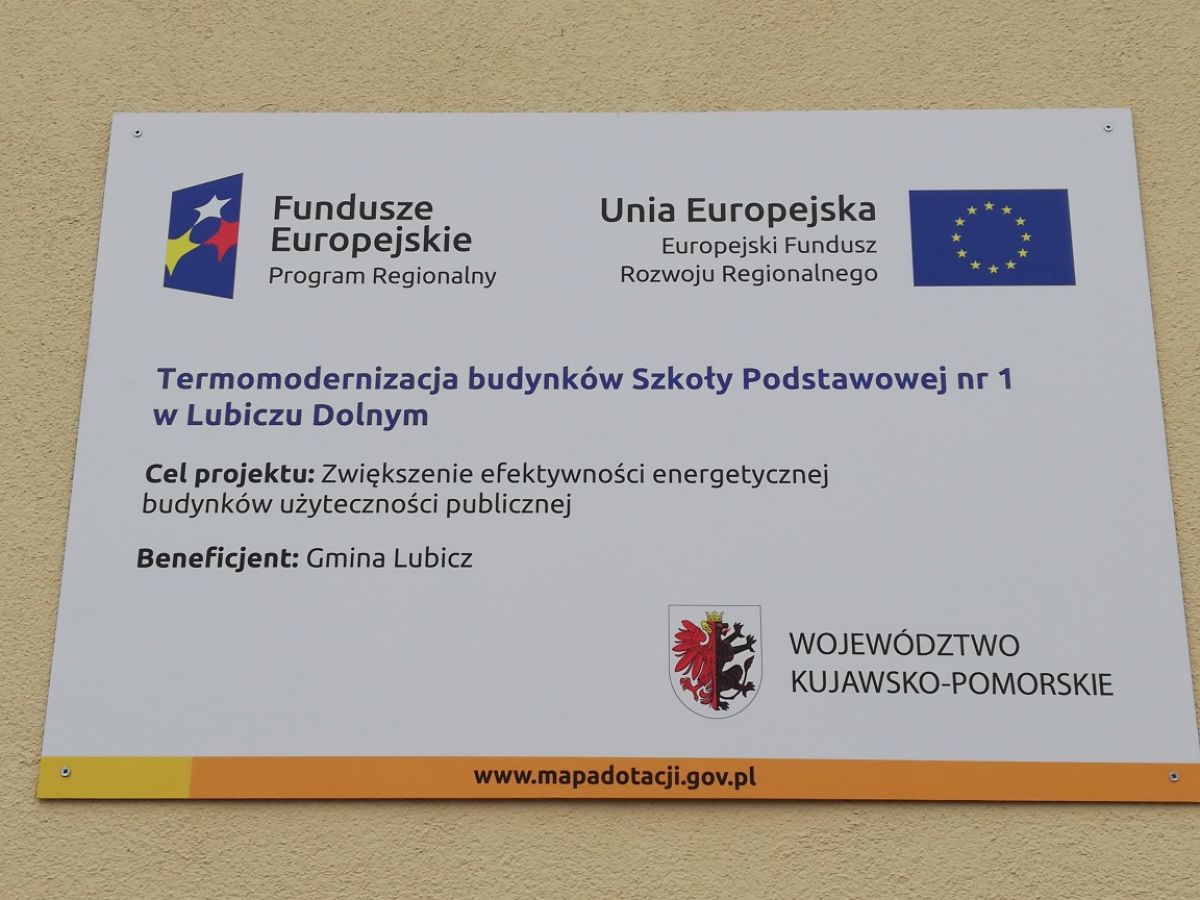 Fundusze
Europejskie
Program Regionalny
Unia Europejska
Europejski Fundusz
Rozwoju Regionalnego
Termomodernizacja budynków Szkoły Podstawowej nr 1
w Lubiczu Dolnym
Cel projektu: Zwiększenie efektywności energetycznej
budynków użyteczności publicznej
Beneficjent: Gmina Lubicz
WOJEWÓDZTWO
KUJAWSKO-POMORSKIE
www.mapadotacji.gov.pl